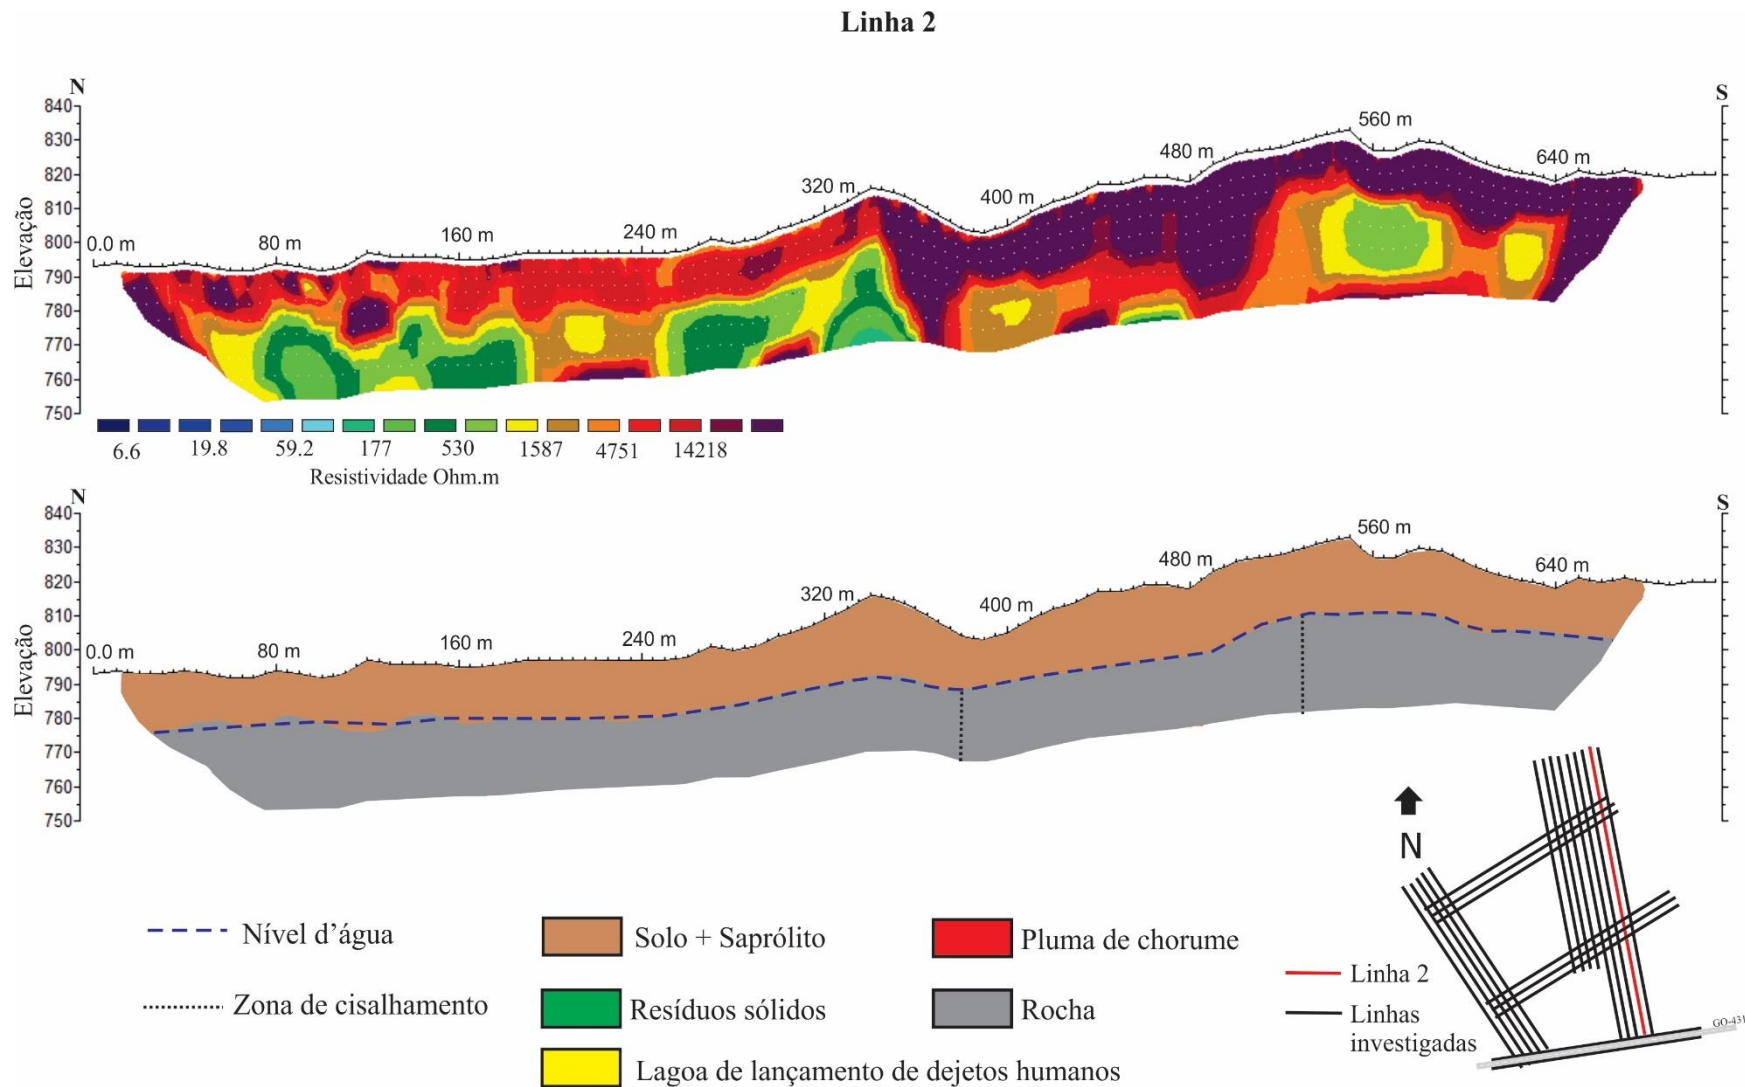 Linha 2
N
S
Elevação
840
830
820
810
800
790
780
770
760
750
0.0 m
80 m
160 m
240 m
320 m
400 m
480 m
560 m
640 m
6.6
19.8
59.2
177
530
1587
4751
14218
Resistividade Ohm.m
N
S
Elevação
840
830
820
810
800
790
780
770
760
750
0.0 m
80 m
160 m
240 m
320 m
400 m
480 m
560 m
640 m
Nível d’água
Zona de cisalhamento
Solo + Saprólito
Resíduos sólidos
Lagoa de lançamento de dejetos humanos
Pluma de chorume
Rocha
N
Linha 2
Linhas
investigadas
GO-431